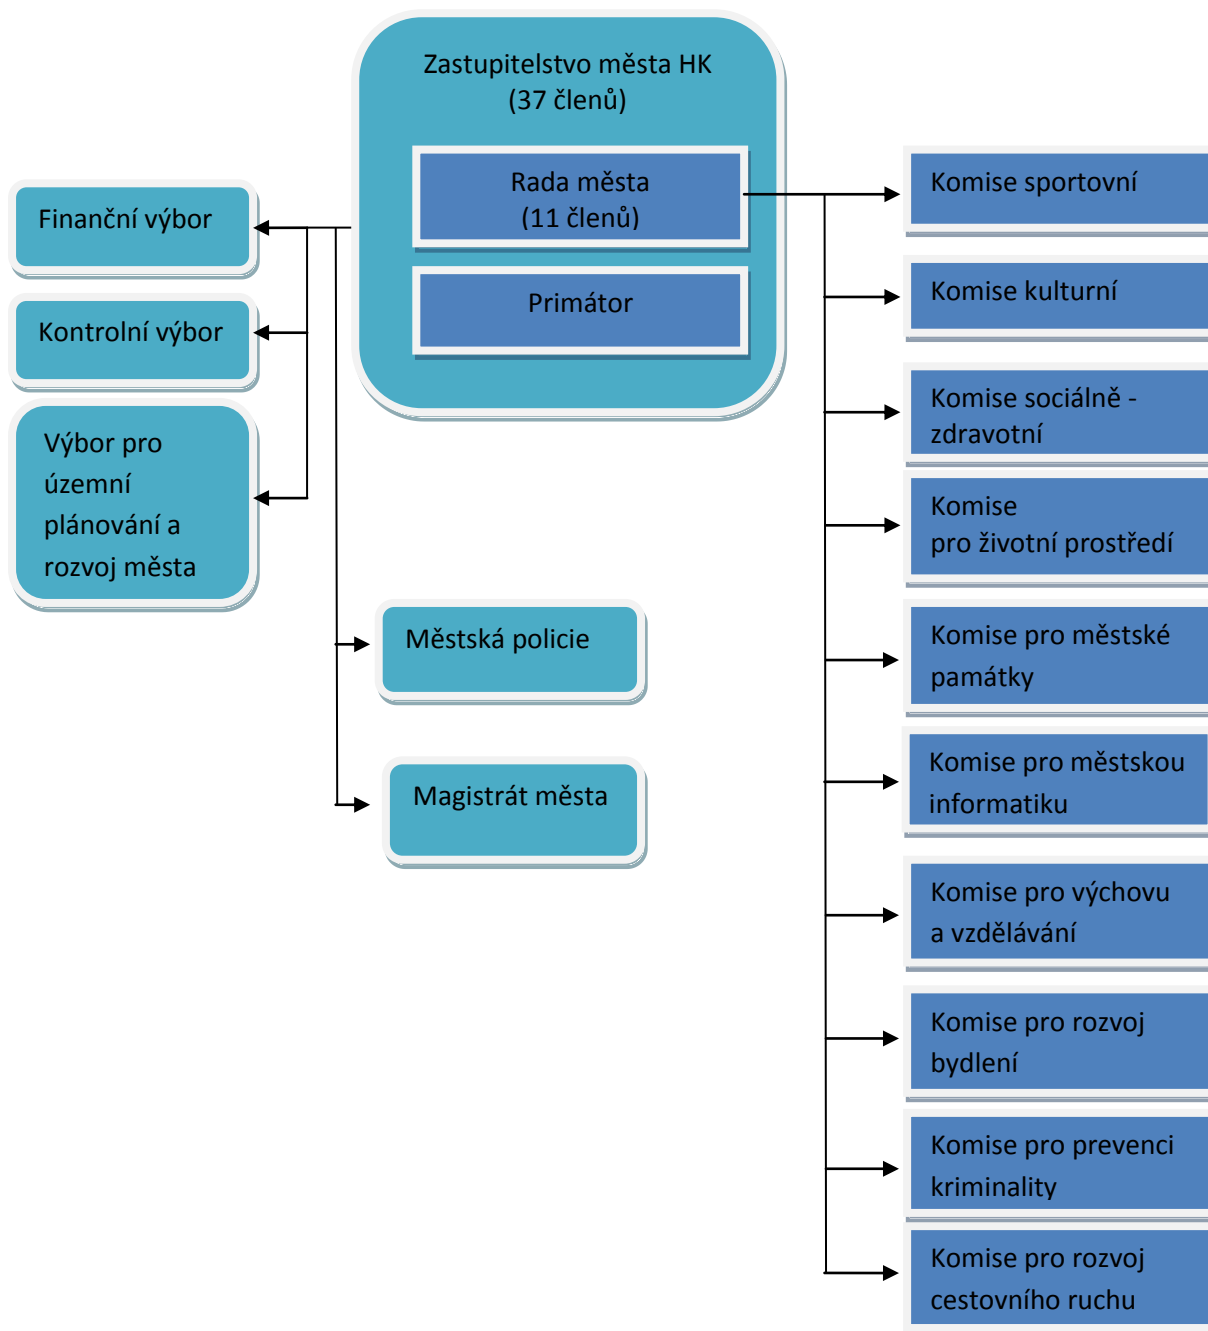 Zastupitelstvo města HK
(37 členů)
Rada města
(11 členů)
Primátor
Finanční výbor
Kontrolní výbor
Výbor pro
územní
plánování a
rozvoj města
Městská policie
Magistrát města
Komise sportovní
Komise kulturní
Komise sociálně -
zdravotní
Komise
pro životní prostředí
Komise pro městské
památky
Komise pro městskou
informatiku
Komise pro výchovu
a vzdělávání
Komise pro rozvoj
bydlení
Komise pro prevenci
kriminality
Komise pro rozvoj
cestovního ruchu